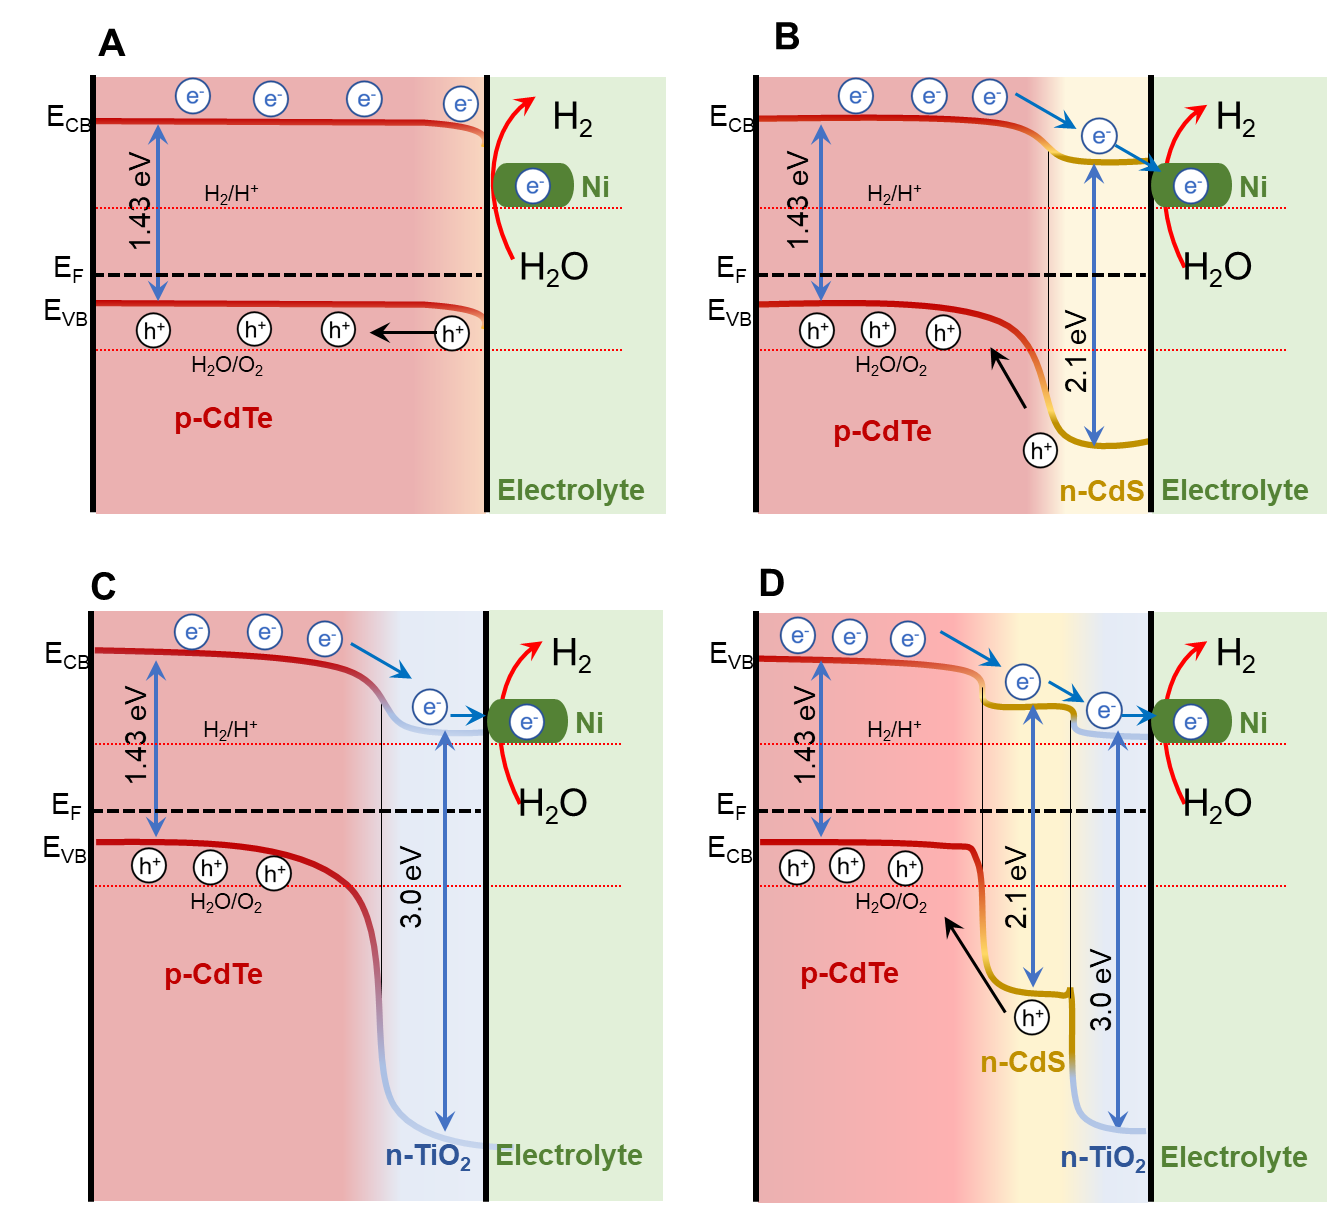 A
e-
e-
e-
e-
ECB
H2
1.43 eV
H2/H+
e-
Ni
EF
H2O
EVB
h+
h+
h+
h+
H2O/O2
p-CdTe
Electrolyte
B
e-
e-
e-
e-
ECB
H2
1.43 eV
H2/H+
e-
Ni
EF
H2O
EVB
h+
h+
h+
H2O/O2
2.1 eV
p-CdTe
h+
n-CdS
Electrolyte
C
e-
e-
e-
ECB
H2
1.43 eV
H2/H+
e-
e-
Ni
EF
H2O
EVB
h+
h+
h+
H2O/O2
3.0 eV
p-CdTe
n-TiO2
Electrolyte
D
e-
e-
e-
EVB
H2
e-
1.43 eV
H2/H+
e-
e-
Ni
EF
H2O
ECB
h+
h+
h+
H2O/O2
2.1 eV
p-CdTe
h+
3.0 eV
n-CdS
n-TiO2
Electrolyte